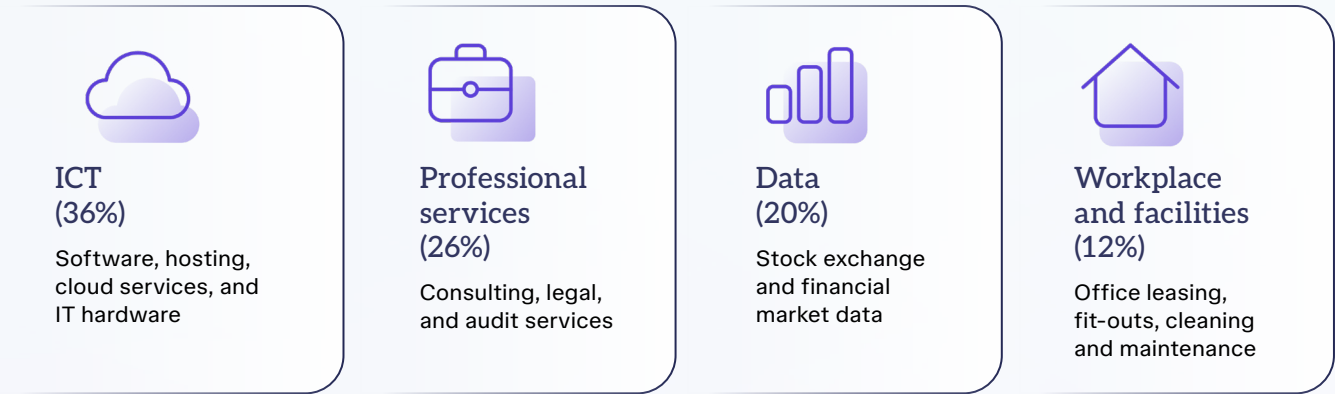 ICT
(36%)
Software, hosting,
cloud services, and
IT hardware
Professional
services
(26%)
Consulting, legal,
and audit services
Data
(20%)
Stock exchange
and financial
market data
Workplace
and facilities
(12%)
Office leasing,
fit-outs, cleaning
and maintenance